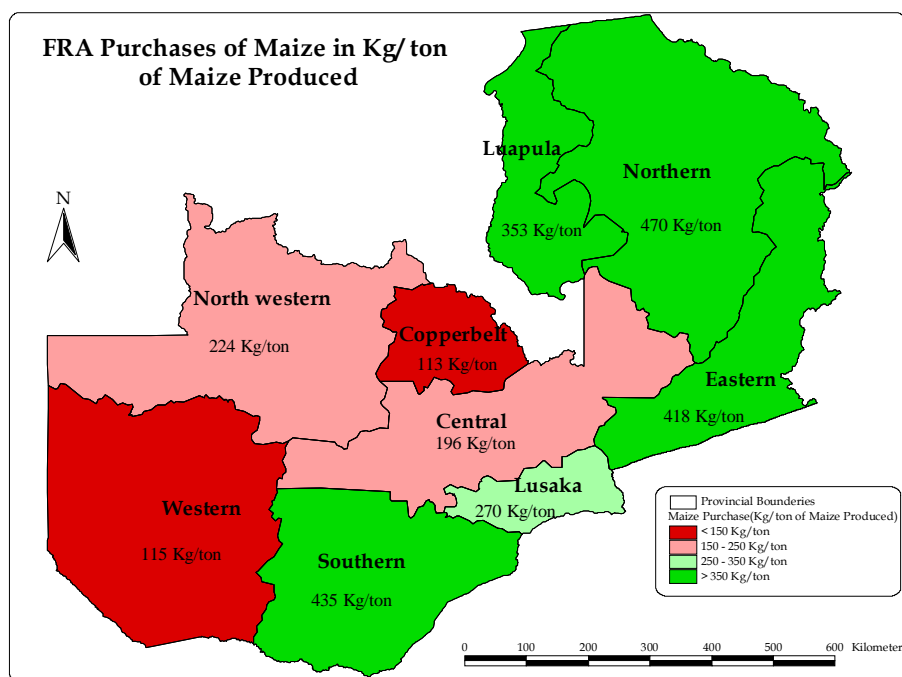 FRA Purchases of Maize in Kg/ton
of Maize Produced
N
Luapula
353 Kg/ton
Northern
470 Kg/ton
North western
224 Kg/ton
Copperbelt
113 Kg/ton
Eastern
418 Kg/ton
Central
196 Kg/ton
Lusaka
270 Kg/ton
Western
115 Kg/ton
Southern
435 Kg/ton
Provincial Bounderies
Maize Purchase(Kg/ton of Maize Produced)
< 150 Kg/ton
150 - 250 Kg/ton
250 - 350 Kg/ton
> 350 Kg/ton
0 100 200 300 400 500 600 Kilometer